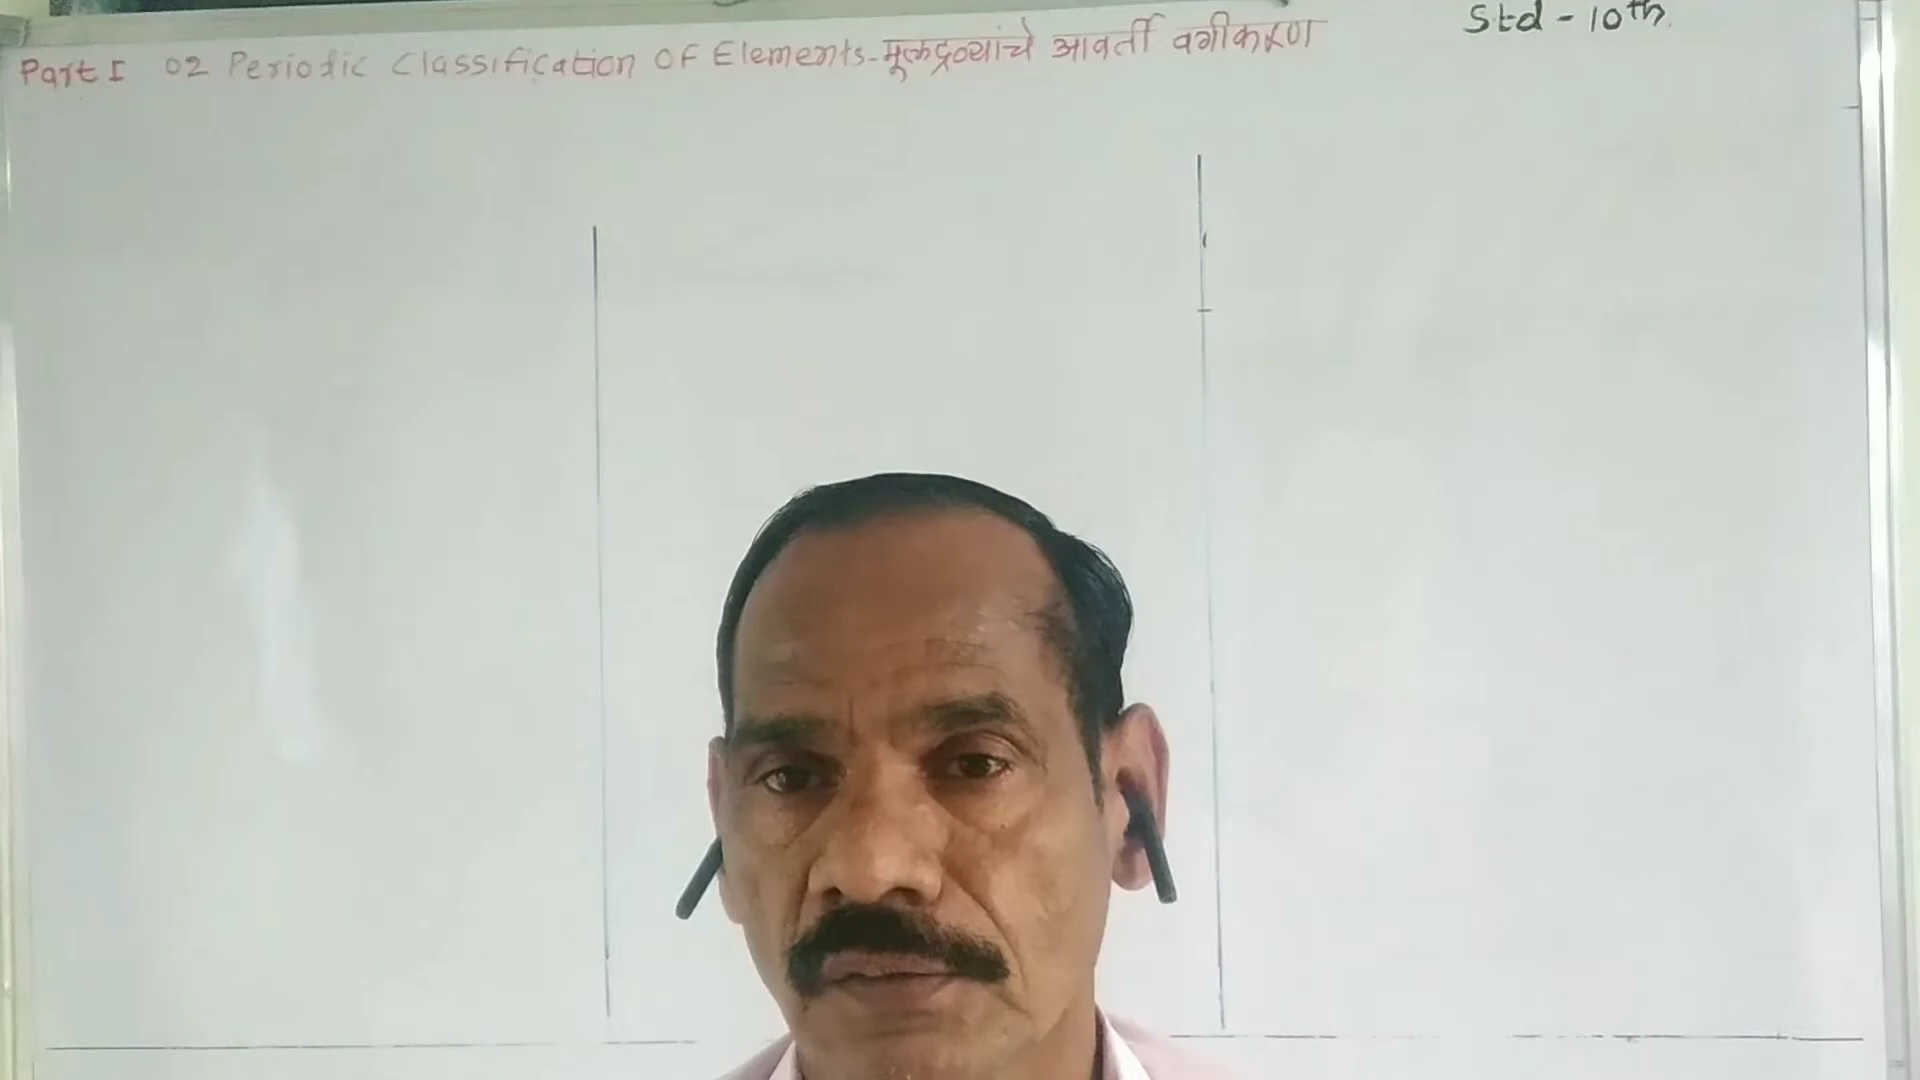 Part I 02 Periodic Classification OF Elements-मूलद्रव्यांचे आवर्ती वर्गीकरण
Std - 10th